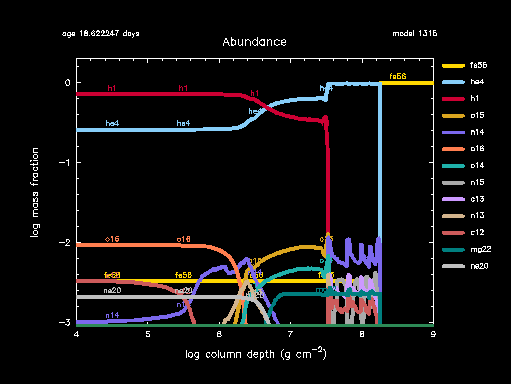 age 18.622247 days
model 1316
Abundance
fe56
he4
h1
o15
n14
o16
o14
n15
c13
n13
c12
mg22
ne20
log mass fraction
0
−1
−2
−3
4
5
6
7
8
9
log column depth (g cm−2)
h1
h1
h1
he4
he4
he4
he4
fe56
o16
o16
fe56
ne20
ne20
n14